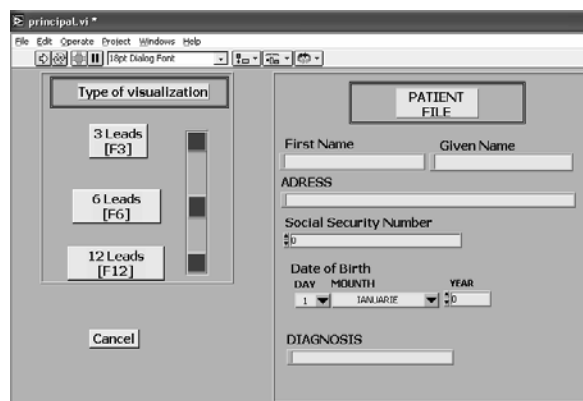 principal.vi *
File Edit Operate Project Windows Help
18pt Dialog Font
Type of visualization
3 Leads
[F3]
6 Leads
[F6]
12 Leads
[F12]
Cancel
PATIENT
FILE
First Name Given Name
ADRESS
Social Security Number
0
Date of Birth
DAY MOUNTH YEAR
1 IANUARIE 0
DIAGNOSIS